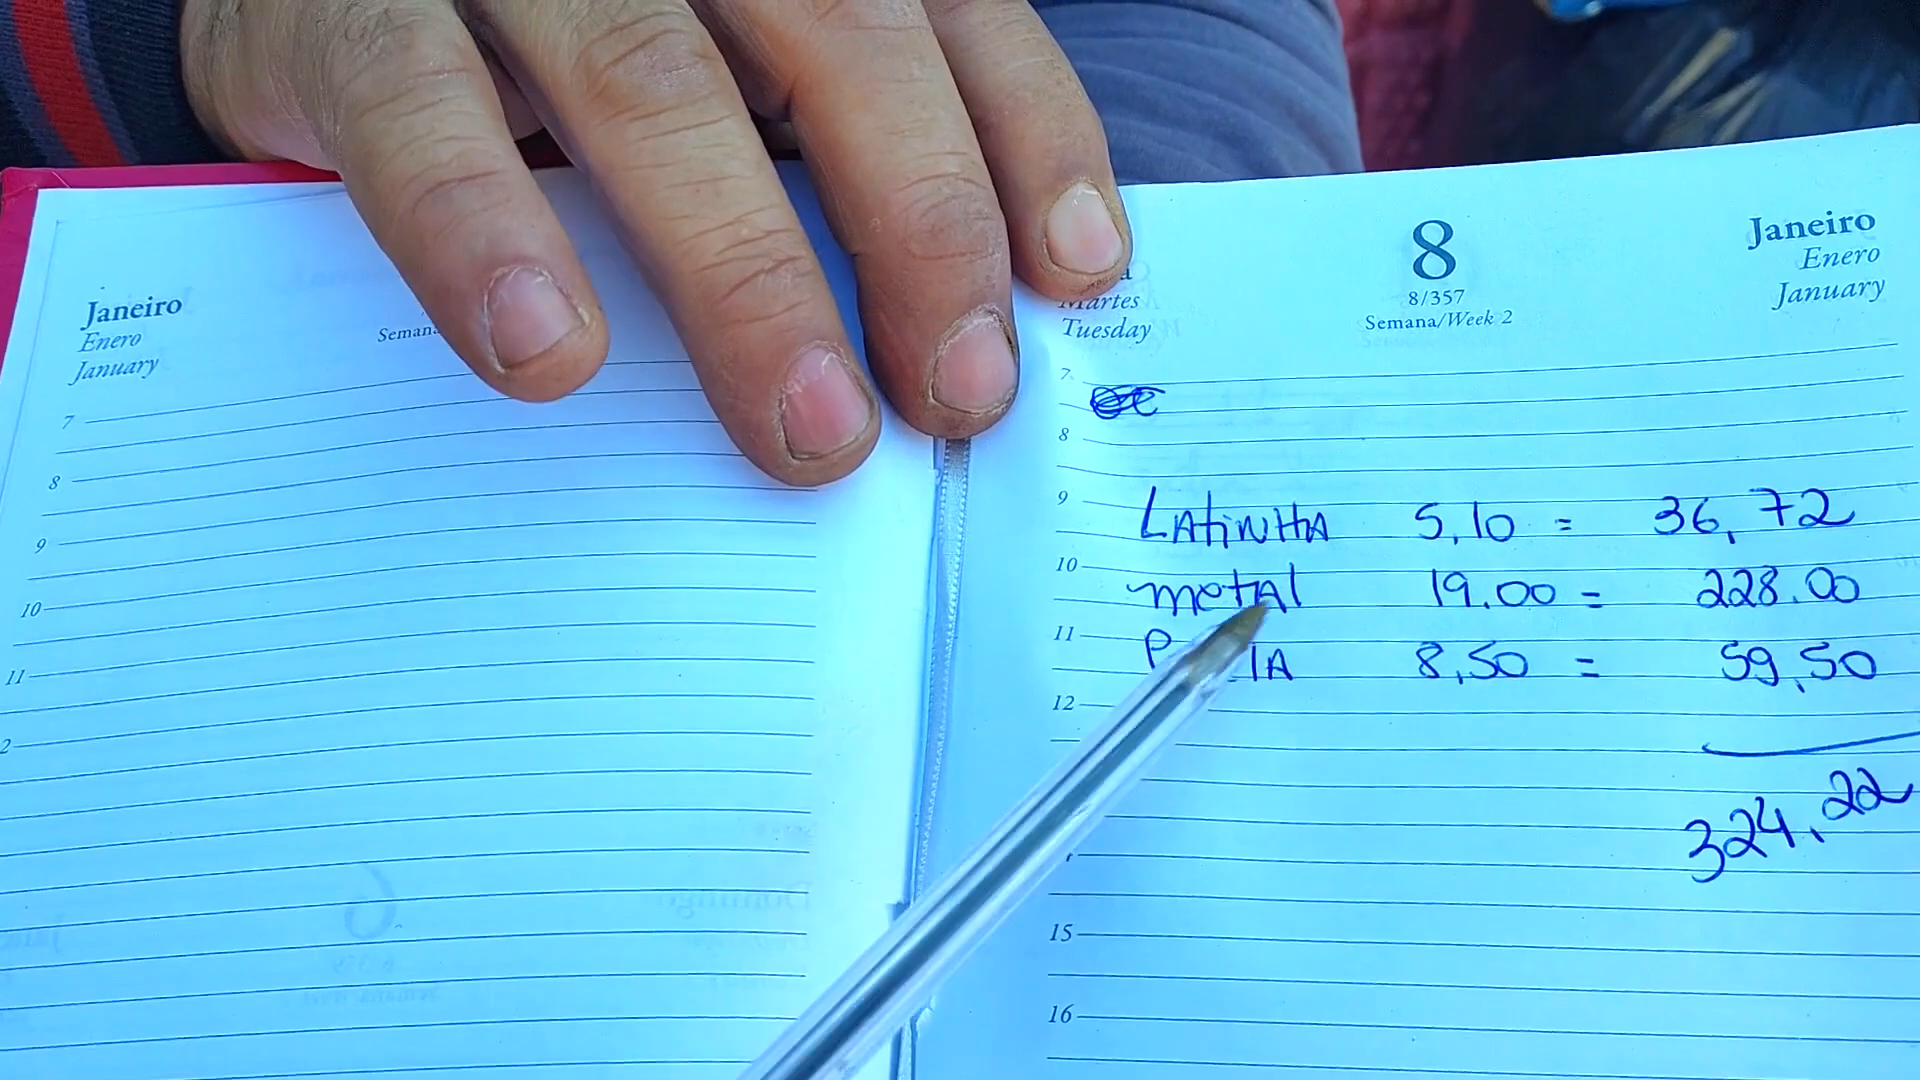 Janeiro
Enero
January
Semana
7
8
9
10
11
2
8
8/357
Semana/Week 2
Janeiro
Enero
January
Martes
Tuesday
7
8
9
LAtiNHA 5,10 = 36,72
10
metAl 19.00 = 228.00
11
8,50 = 59,50
12
324,22
15
16